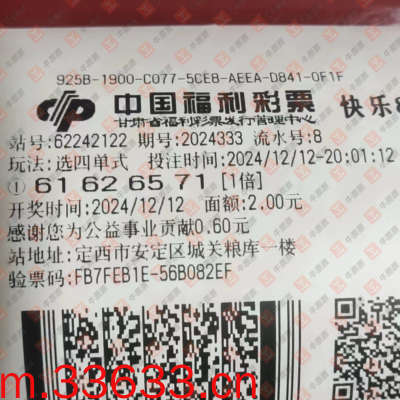 925B-1900-C077-5CEB-AEEA-D841-0F1F
中国福利彩票 快乐8
甘肃省福利彩票发行管理中心
站号:62242122 期号:2024333 流水号:8
玩法:选四单式 投注时间:2024/12/12-20:01:12
① 61 62 65 71 [1倍]
开奖时间:2024/12/12 面额:2.00元
感谢您为公益事业贡献0.60元
站地址:定西市安定区城关粮库一楼
验票码:FB7FEB1E-56B082EF
m.33633.cn